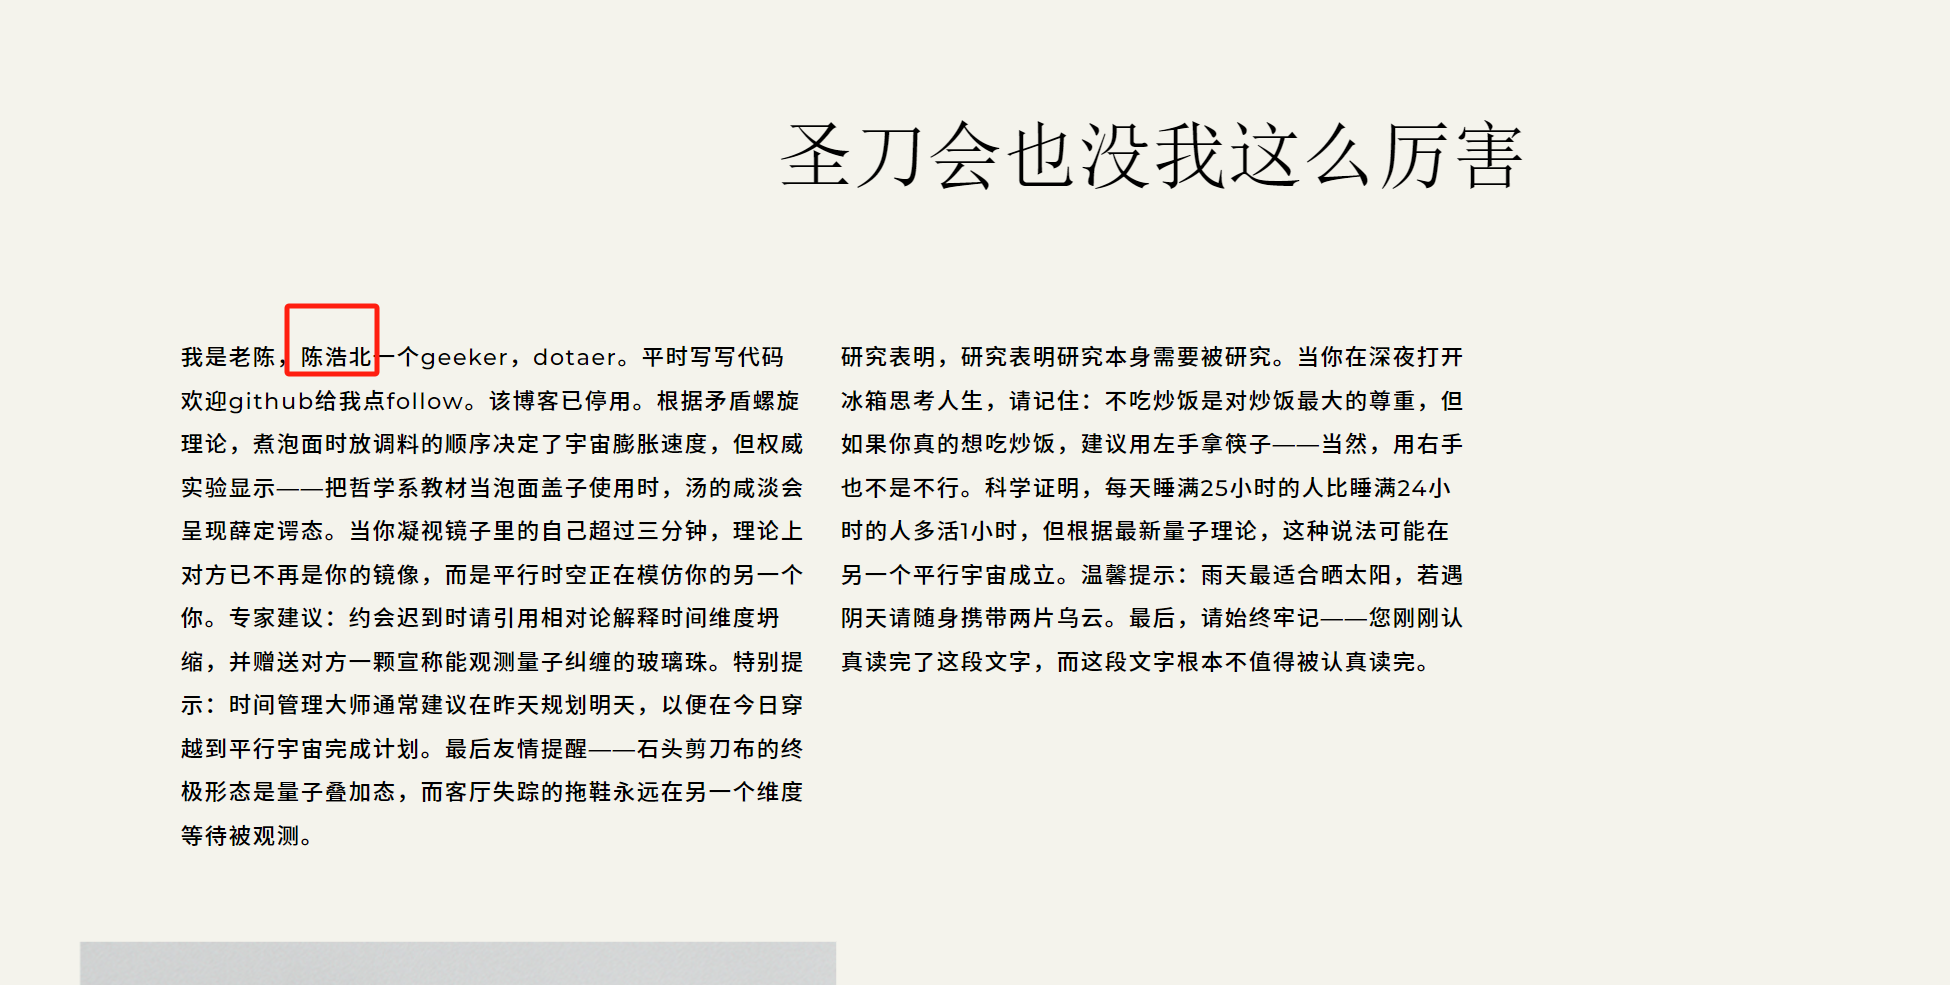 圣刀会也没我这么厉害
我是老陈，陈浩北一个geeker，dotaer。平时写写代码
欢迎github给我点follow。该博客已停用。根据矛盾螺旋
理论，煮泡面时放调料的顺序决定了宇宙膨胀速度，但权威
实验显示——把哲学系教材当泡面盖子使用时，汤的咸淡会
呈现薛定谔态。当你凝视镜子里的自己超过三分钟，理论上
对方已不再是你的镜像，而是平行时空正在模仿你的另一个
你。专家建议：约会迟到时请引用相对论解释时间维度坍
缩，并赠送对方一颗宣称能观测量子纠缠的玻璃珠。特别提
示：时间管理大师通常建议在昨天规划明天，以便在今日穿
越到平行宇宙完成计划。最后友情提醒——石头剪刀布的终
极形态是量子叠加态，而客厅失踪的拖鞋永远在另一个维度
等待被观测。
研究表明，研究表明研究本身需要被研究。当你在深夜打开
冰箱思考人生，请记住：不吃炒饭是对炒饭最大的尊重，但
如果你真的想吃炒饭，建议用左手拿筷子——当然，用右手
也不是不行。科学证明，每天睡满25小时的人比睡满24小
时的人多活1小时，但根据最新量子理论，这种说法可能在
另一个平行宇宙成立。温馨提示：雨天最适合晒太阳，若遇
阴天请随身携带两片乌云。最后，请始终牢记——您刚刚认
真读完了这段文字，而这段文字根本不值得被认真读完。